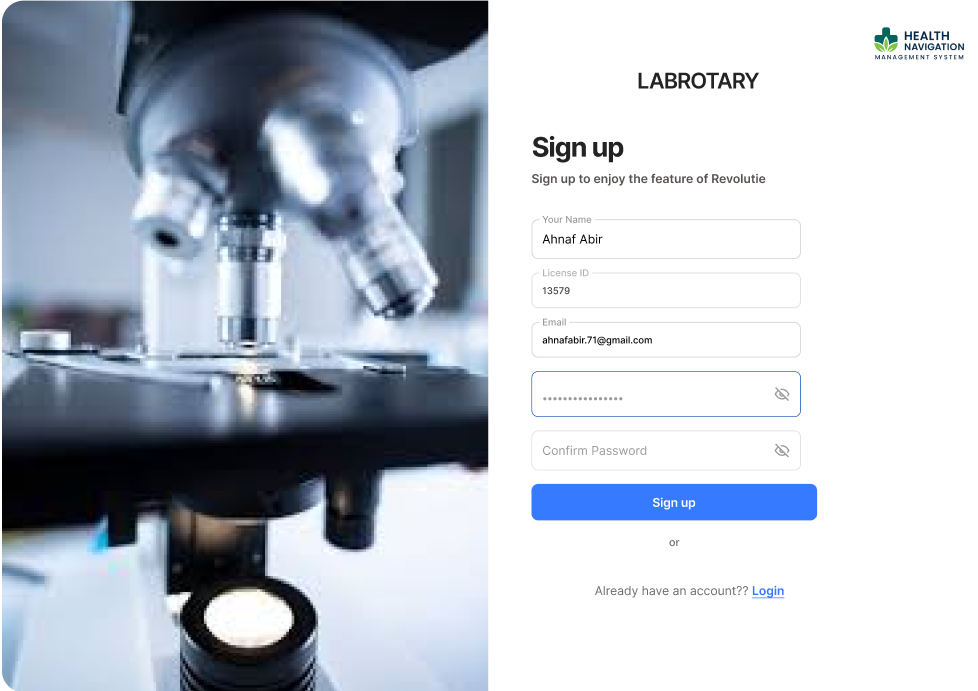 HEALTH
NAVIGATION
MANAGEMENT SYSTEM
LABROTARY
Sign up
Sign up to enjoy the feature of Revolutie
Your Name
Ahnaf Abir
License ID
13579
Email
ahnafabir.71@gmail.com
................
Confirm Password
Sign up
or
Already have an account?? Login